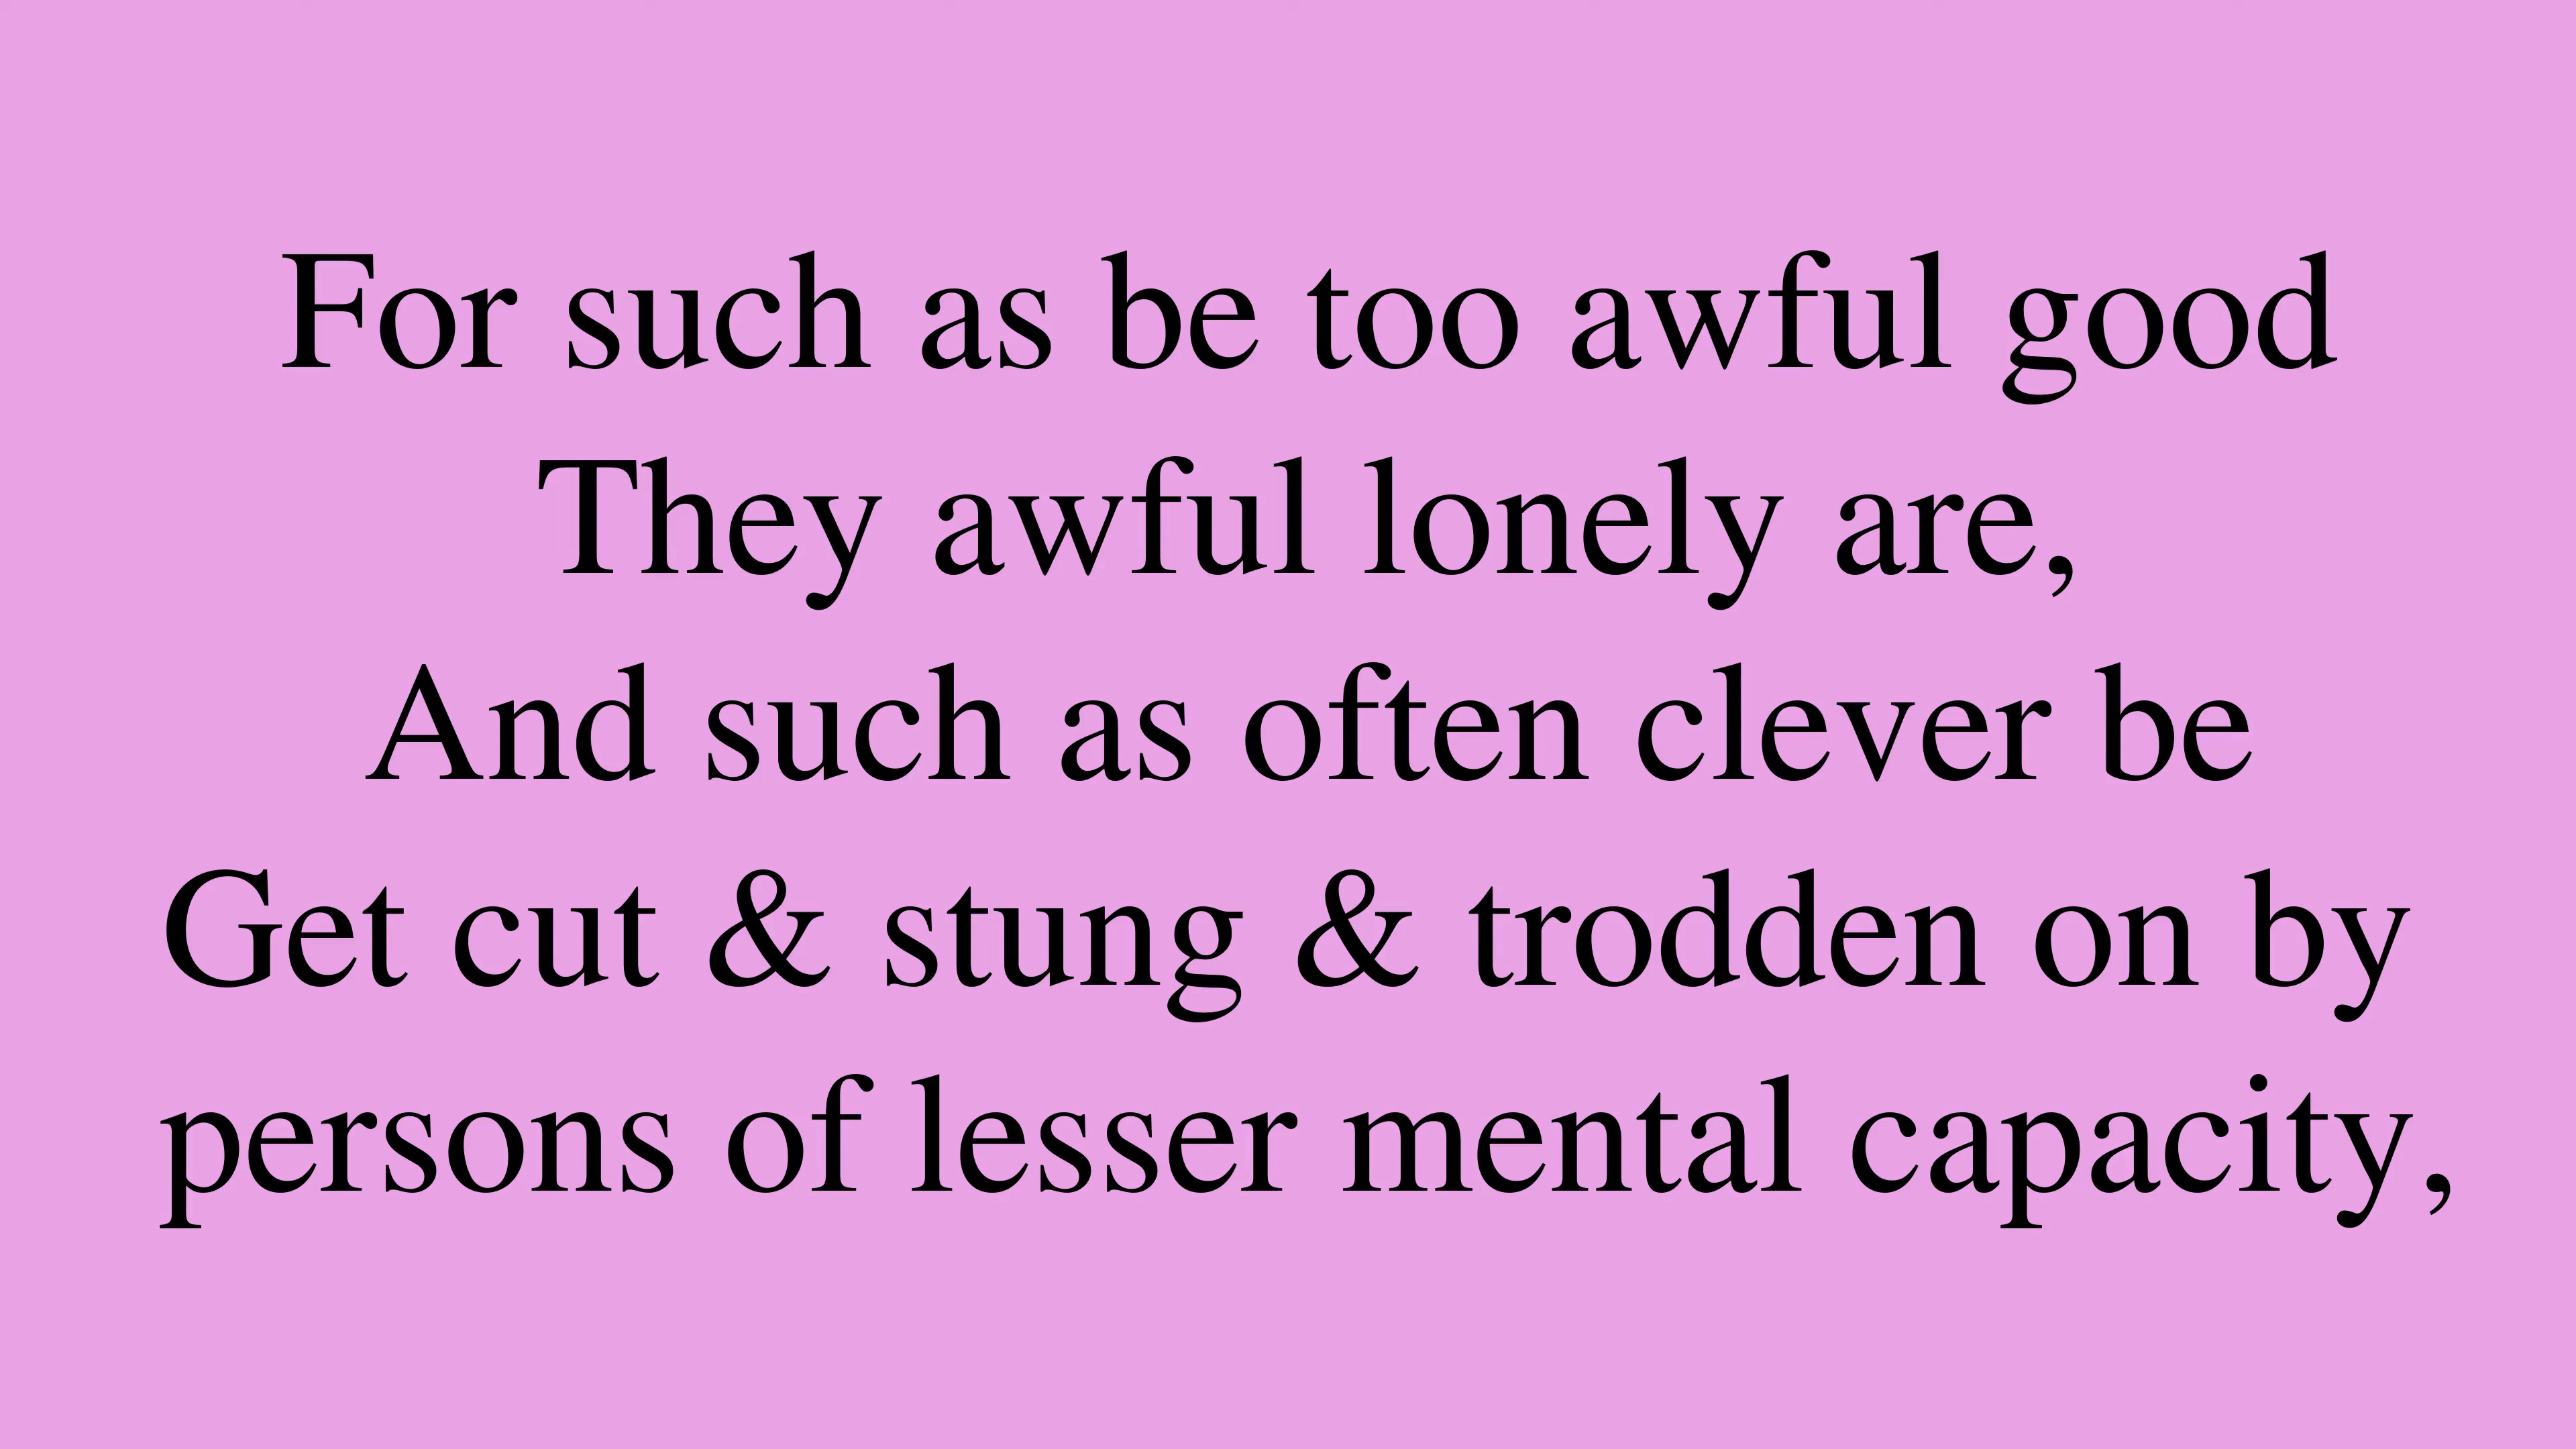 For such as be too awful good
They awful lonely are,
And such as often clever be
Get cut & stung & trodden on by
persons of lesser mental capacity,